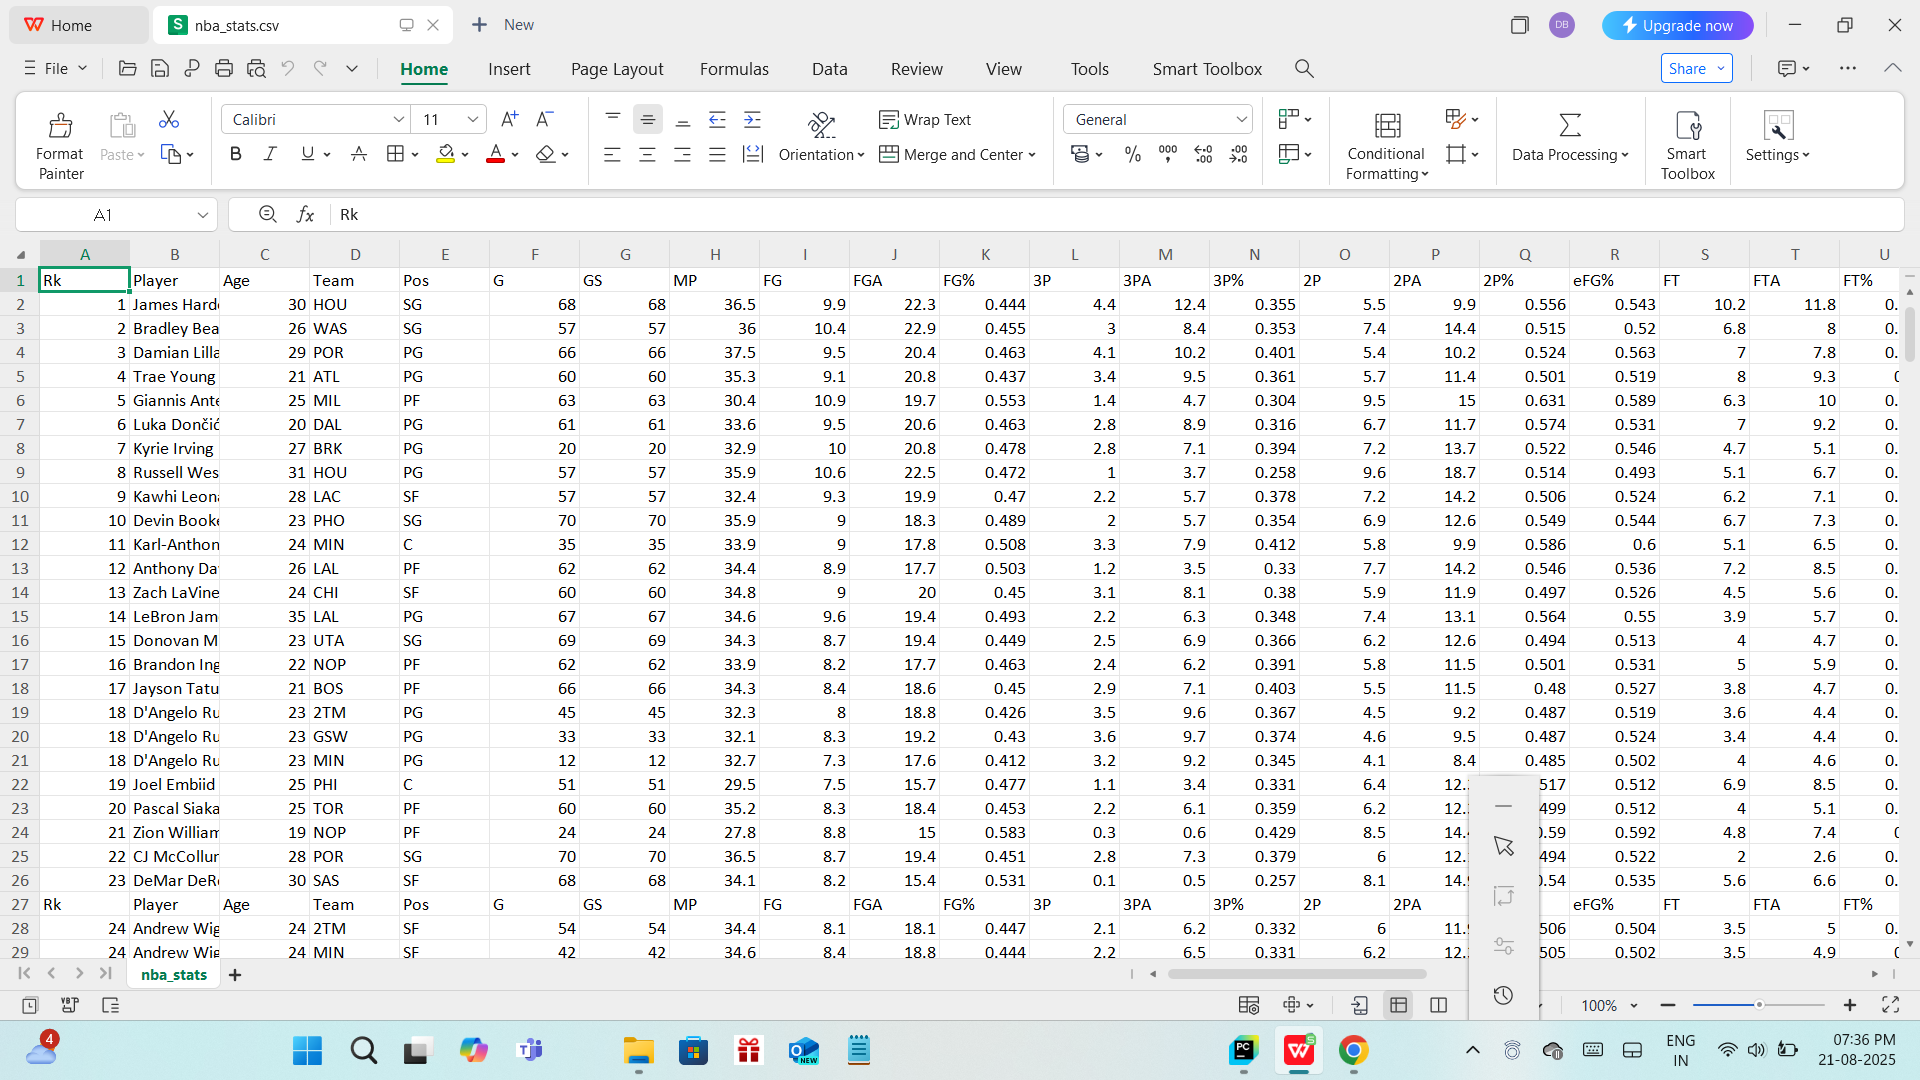 Home nba_stats.csv New DB Upgrade now
File Home Insert Page Layout Formulas Data Review View Tools Smart Toolbox Share
Format Painter Paste Calibri 11 Orientation Wrap Text Merge and Center General Conditional Formatting Data Processing Smart Toolbox Settings
A1 Rk
A B C D E F G H I J K L M N O P Q R S T U
1 Rk Player Age Team Pos G GS MP FG FGA FG% 3P 3PA 3P% 2P 2PA 2P% eFG% FT FTA FT%
2 1 James Hard 30 HOU SG 68 68 36.5 9.9 22.3 0.444 4.4 12.4 0.355 5.5 9.9 0.556 0.543 10.2 11.8 0.
3 2 Bradley Bea 26 WAS SG 57 57 36 10.4 22.9 0.455 3 8.4 0.353 7.4 14.4 0.515 0.52 6.8 8 0.
4 3 Damian Lilla 29 POR PG 66 66 37.5 9.5 20.4 0.463 4.1 10.2 0.401 5.4 10.2 0.524 0.563 7 7.8 0.
5 4 Trae Young 21 ATL PG 60 60 35.3 9.1 20.8 0.437 3.4 9.5 0.361 5.7 11.4 0.501 0.519 8 9.3
6 5 Giannis Ante 25 MIL PF 63 63 30.4 10.9 19.7 0.553 1.4 4.7 0.304 9.5 15 0.631 0.589 6.3 10 0.
7 6 Luka Dončić 20 DAL PG 61 61 33.6 9.5 20.6 0.463 2.8 8.9 0.316 6.7 11.7 0.574 0.531 7 9.2 0.
8 7 Kyrie Irving 27 BRK PG 20 20 32.9 10 20.8 0.478 2.8 7.1 0.394 7.2 13.7 0.522 0.546 4.7 5.1 0.
9 8 Russell Wes 31 HOU PG 57 57 35.9 10.6 22.5 0.472 1 3.7 0.258 9.6 18.7 0.514 0.493 5.1 6.7 0.
10 9 Kawhi Leon 28 LAC SF 57 57 32.4 9.3 19.9 0.47 2.2 5.7 0.378 7.2 14.2 0.506 0.524 6.2 7.1 0.
11 10 Devin Booke 23 PHO SG 70 70 35.9 9 18.3 0.489 2 5.7 0.354 6.9 12.6 0.549 0.544 6.7 7.3 0.
12 11 Karl-Anthon 24 MIN C 35 35 33.9 9 17.8 0.508 3.3 7.9 0.412 5.8 9.9 0.586 0.6 5.1 6.5 0.
13 12 Anthony Da 26 LAL PF 62 62 34.4 8.9 17.7 0.503 1.2 3.5 0.33 7.7 14.2 0.546 0.536 7.2 8.5 0.
14 13 Zach LaVine 24 CHI SF 60 60 34.8 9 20 0.45 3.1 8.1 0.38 5.9 11.9 0.497 0.526 4.5 5.6 0.
15 14 LeBron Jam 35 LAL PG 67 67 34.6 9.6 19.4 0.493 2.2 6.3 0.348 7.4 13.1 0.564 0.55 3.9 5.7 0.
16 15 Donovan M 23 UTA SG 69 69 34.3 8.7 19.4 0.449 2.5 6.9 0.366 6.2 12.6 0.494 0.513 4 4.7 0.
17 16 Brandon Ing 22 NOP PF 62 62 33.9 8.2 17.7 0.463 2.4 6.2 0.391 5.8 11.5 0.501 0.531 5 5.9 0.
18 17 Jayson Tatu 21 BOS PF 66 66 34.3 8.4 18.6 0.45 2.9 7.1 0.403 5.5 11.5 0.48 0.527 3.8 4.7 0.
19 18 D'Angelo Ru 23 2TM PG 45 45 32.3 8 18.8 0.426 3.5 9.6 0.367 4.5 9.2 0.487 0.519 3.6 4.4 0.
20 18 D'Angelo Ru 23 GSW PG 33 33 32.1 8.3 19.2 0.43 3.6 9.7 0.374 4.6 9.5 0.487 0.524 3.4 4.4 0.
21 18 D'Angelo Ru 23 MIN PG 12 12 32.7 7.3 17.6 0.412 3.2 9.2 0.345 4.1 8.4 0.485 0.502 4 4.6 0.
22 19 Joel Embiid 25 PHI C 51 51 29.5 7.5 15.7 0.477 1.1 3.4 0.331 6.4 12. 517 0.512 6.9 8.5 0.
23 20 Pascal Siaka 25 TOR PF 60 60 35.2 8.3 18.4 0.453 2.2 6.1 0.359 6.2 12. 499 0.512 4 5.1 0.
24 21 Zion William 19 NOP PF 24 24 27.8 8.8 15 0.583 0.3 0.6 0.429 8.5 14. .59 0.592 4.8 7.4
25 22 CJ McCollur 28 POR SG 70 70 36.5 8.7 19.4 0.451 2.8 7.3 0.379 6 12. 494 0.522 2 2.6 0.
26 23 DeMar DeR 30 SAS SF 68 68 34.1 8.2 15.4 0.531 0.1 0.5 0.257 8.1 14. 0.54 0.535 5.6 6.6 0.
27 Rk Player Age Team Pos G GS MP FG FGA FG% 3P 3PA 3P% 2P 2PA eFG% FT FTA FT%
28 24 Andrew Wig 24 2TM SF 54 54 34.4 8.1 18.1 0.447 2.1 6.2 0.332 6 11. 506 0.504 3.5 5 0.
29 24 Andrew Wig 24 MIN SF 42 42 34.6 8.4 18.8 0.444 2.2 6.5 0.331 6.2 12. 505 0.502 3.5 4.9
nba_stats
100%
4 ENG IN 07:36 PM 21-08-2025